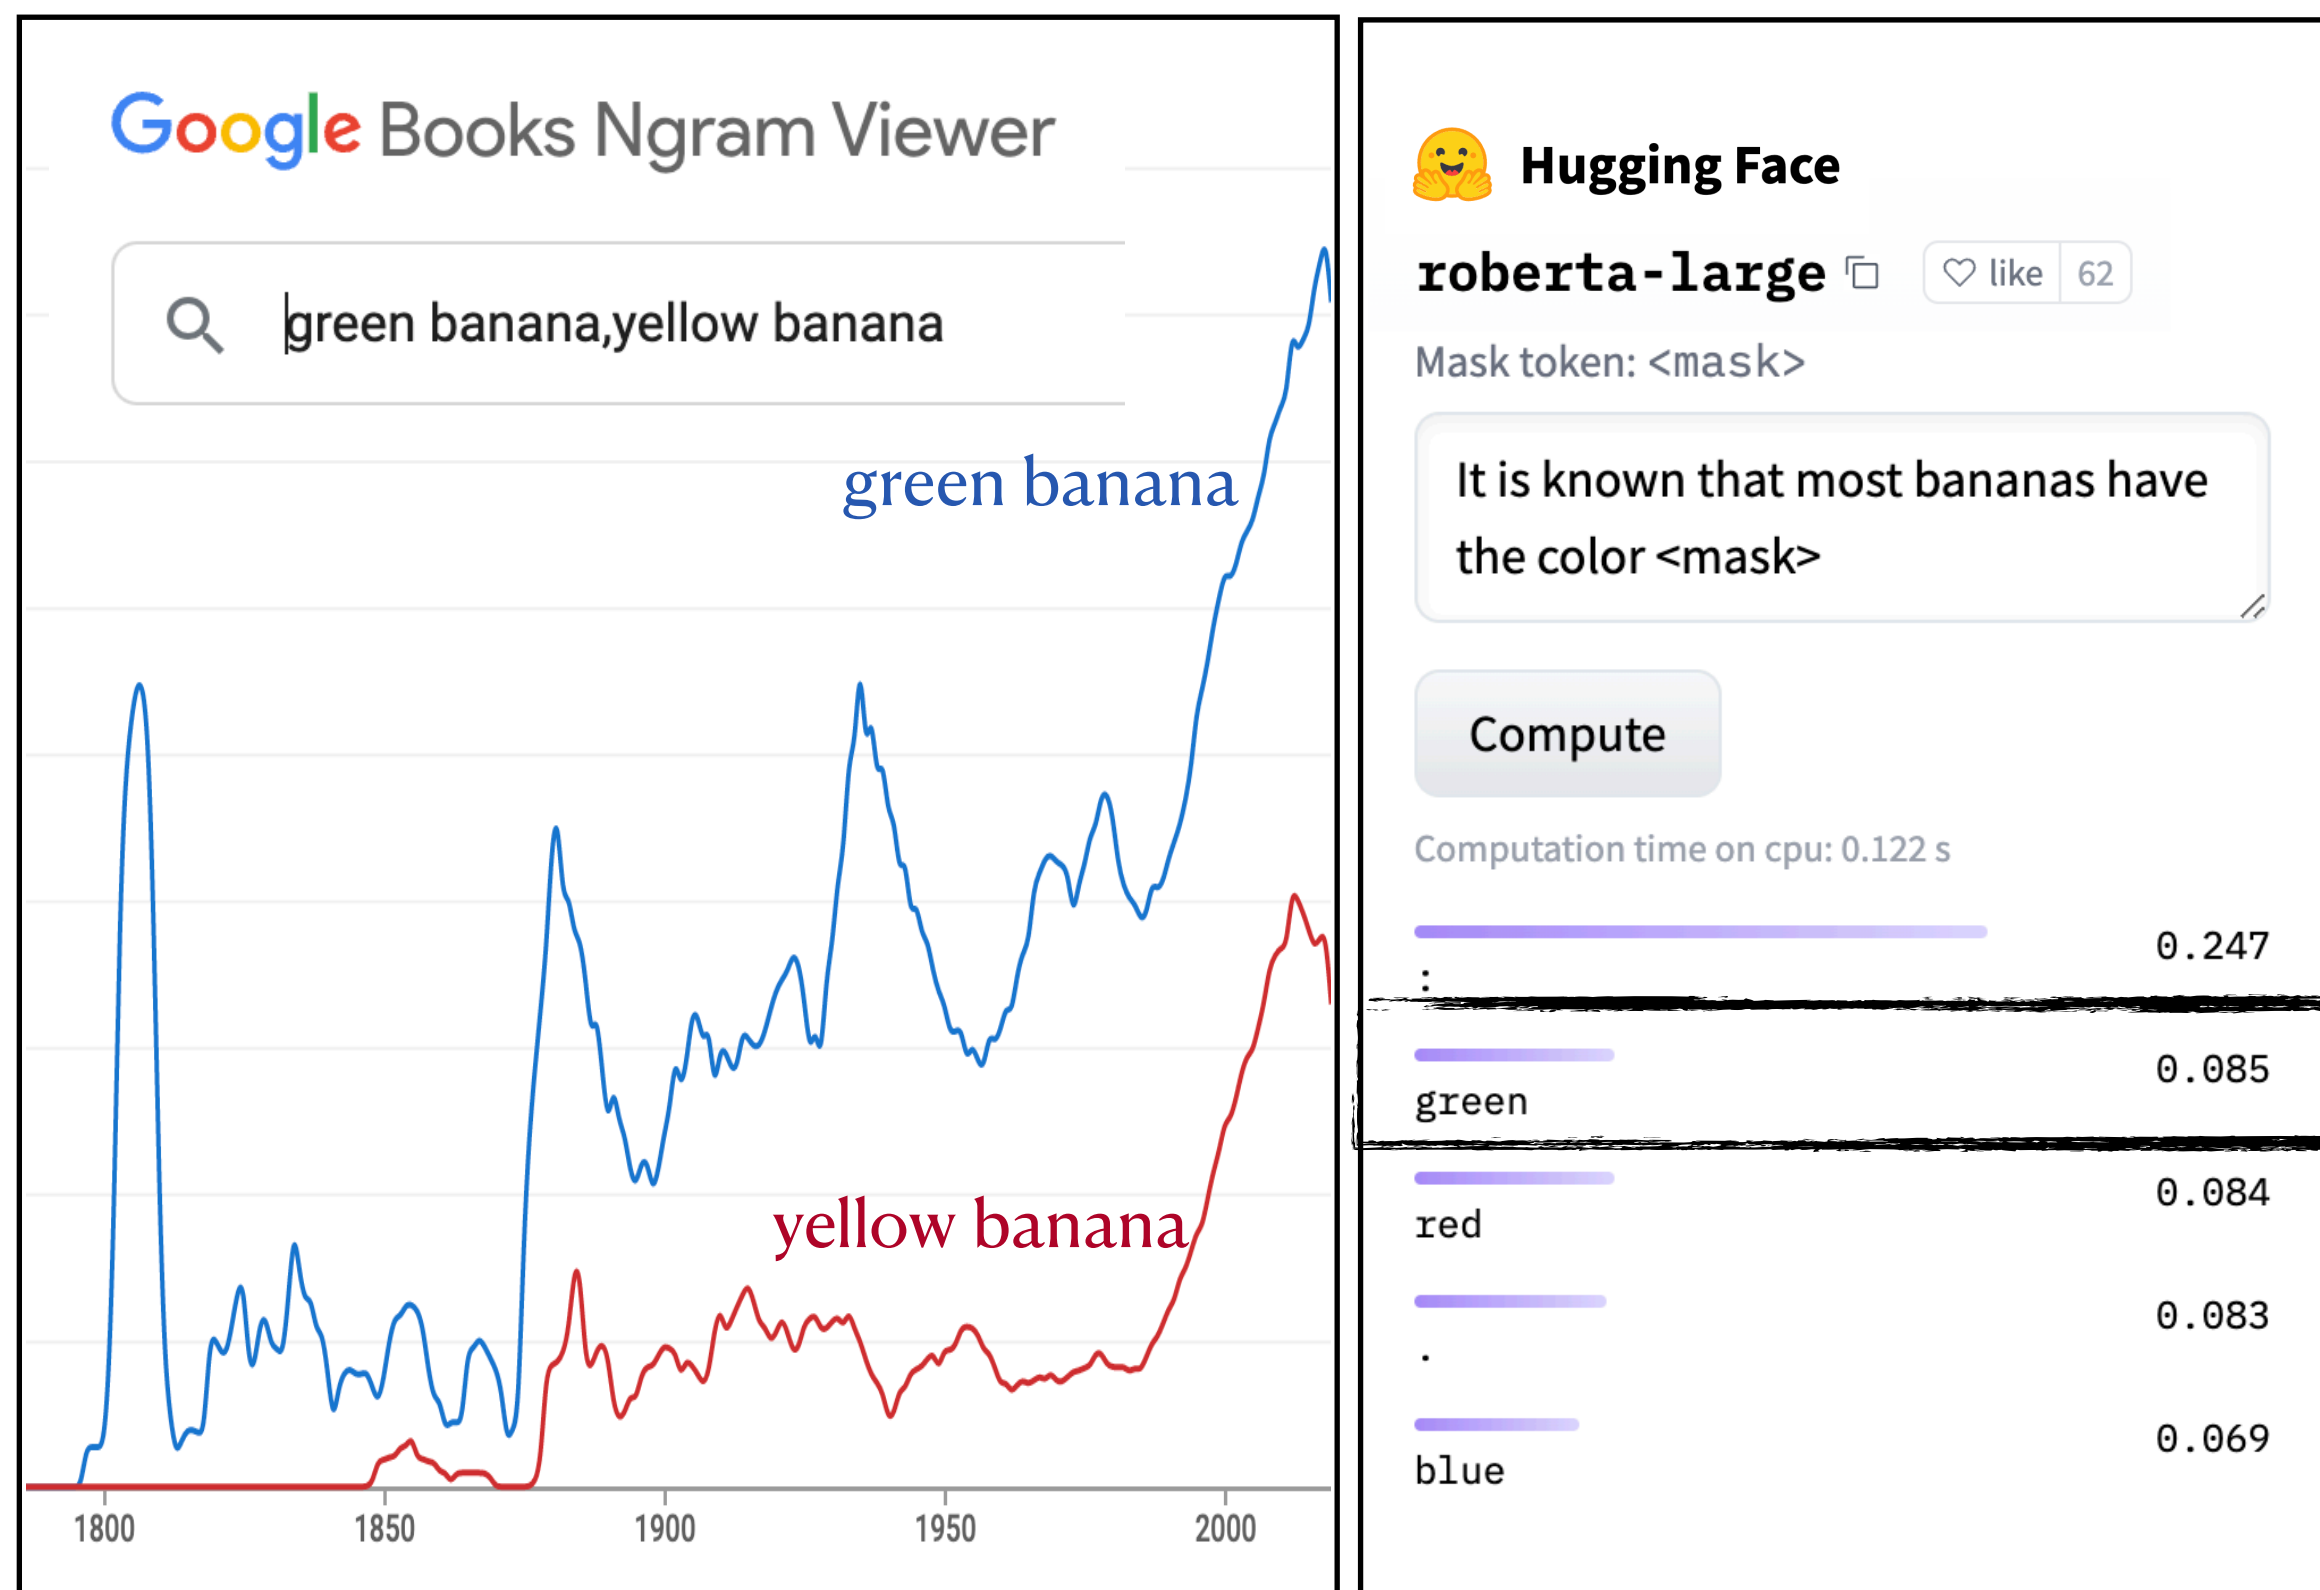 Google Books Ngram Viewer
green banana,yellow banana
green banana
yellow banana
1800 1850 1900 1950 2000
Hugging Face
roberta-large like 62
Mask token: <mask>
It is known that most bananas have
the color <mask>
Compute
Computation time on cpu: 0.122 s
0.247
:
0.085
green
0.084
red
0.083
.
0.069
blue